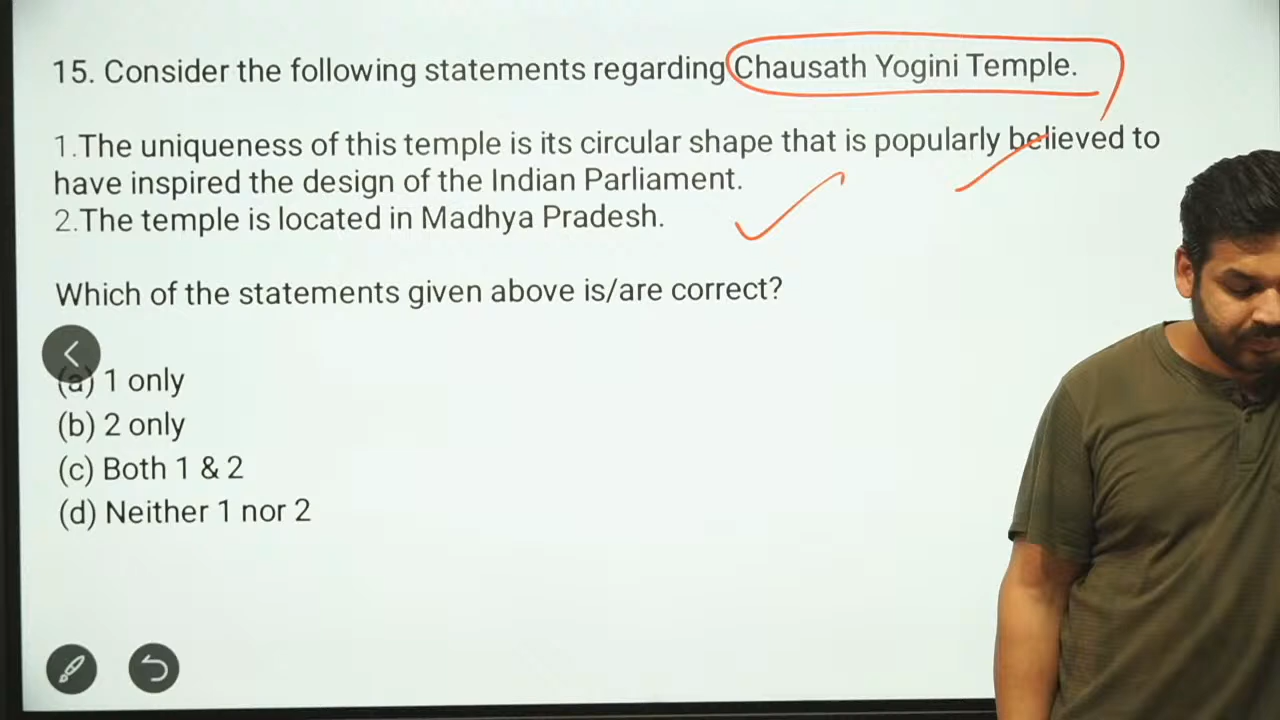 15. Consider the following statements regarding Chausath Yogini Temple.
1.The uniqueness of this temple is its circular shape that is popularly believed to
have inspired the design of the Indian Parliament.
2.The temple is located in Madhya Pradesh.
Which of the statements given above is/are correct?
(a) 1 only
(b) 2 only
(c) Both 1 & 2
(d) Neither 1 nor 2